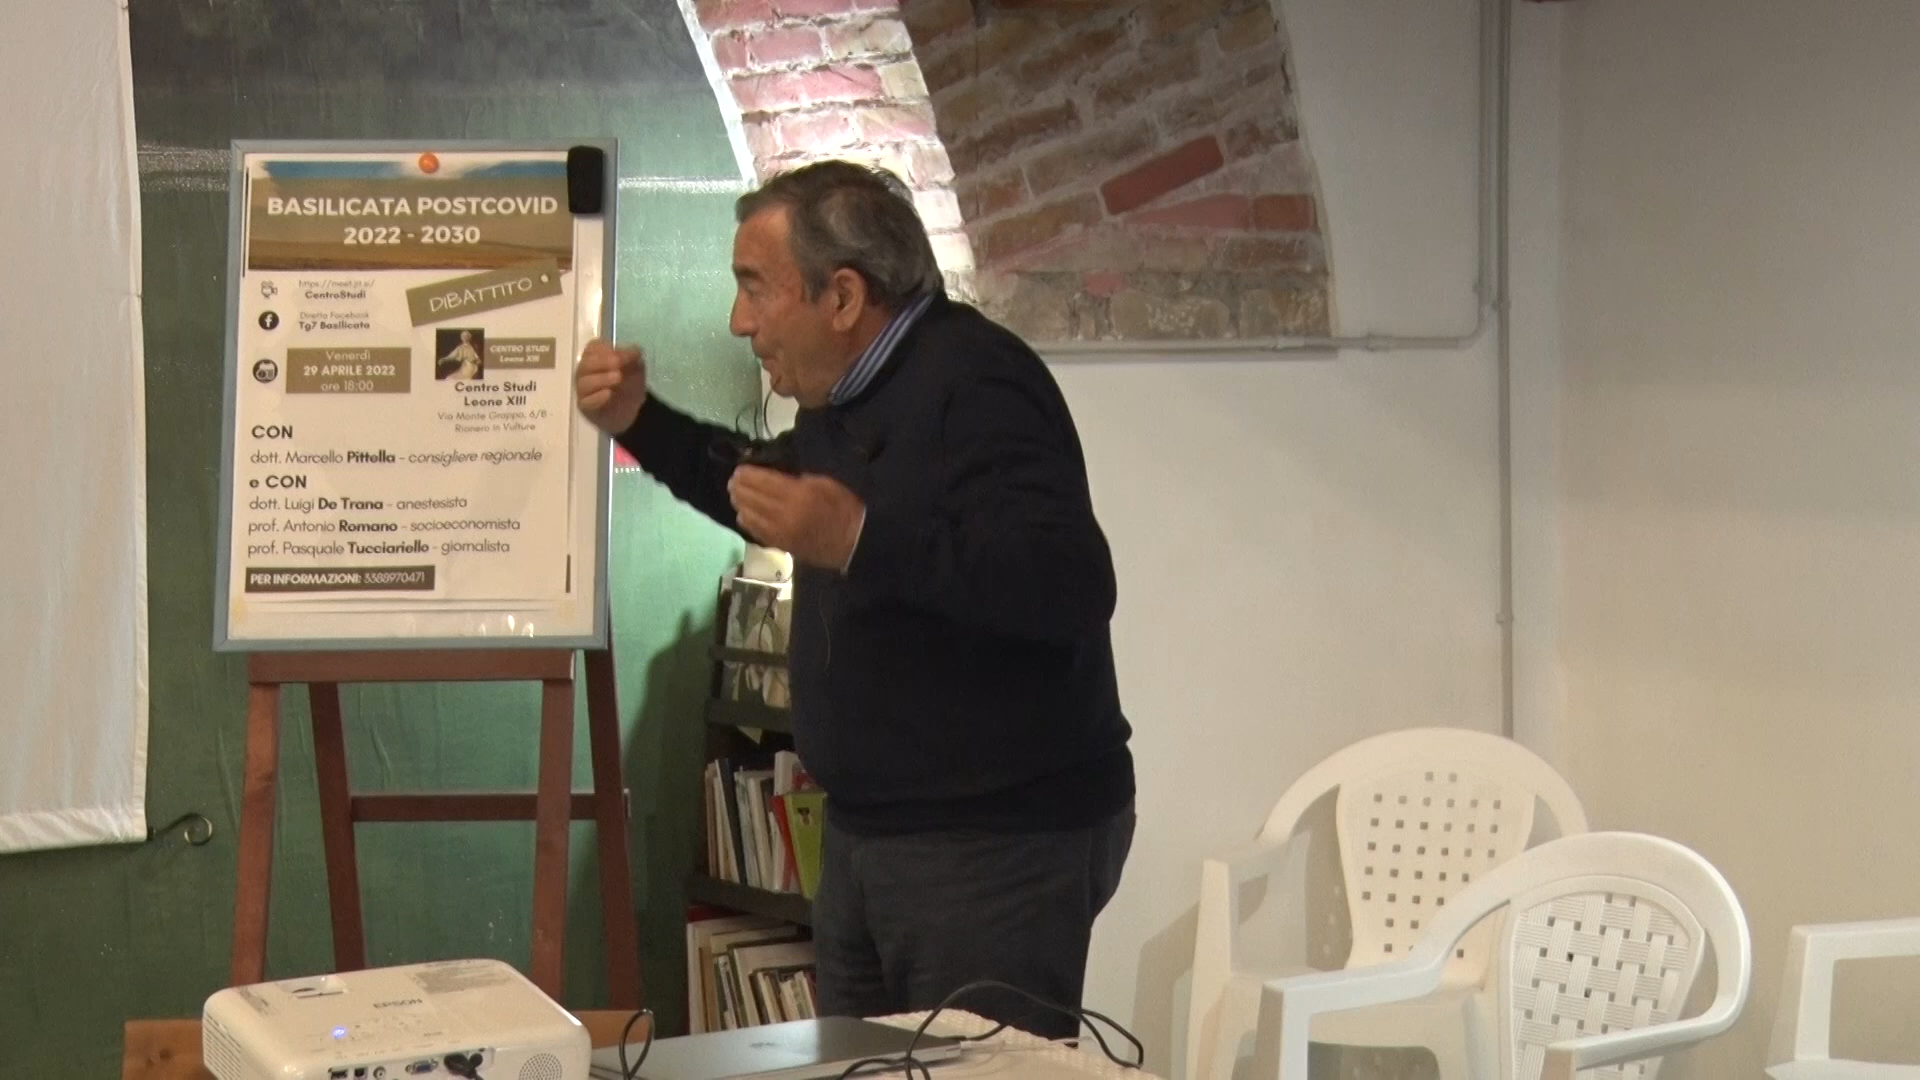 BASILICATA POSTCOVID
2022 - 2030
https://meet.jit.si/
CentroStudi
DIBATTITO
Diretta Facebook
Tg7 Basilicata
CENTRO STUDI
Leone XIII
Venerdì
29 APRILE 2022
ore 18:00
Centro Studi
Leone XIII
Via Monte Grappa, 6/B -
Rionero in Vulture
CON
dott. Marcello Pittella - consigliere regionale
e CON
dott. Luigi De Trana - anestesista
prof. Antonio Romano - socioeconomista
prof. Pasquale Tucciariello - giornalista
PER INFORMAZIONI: 3388970471
EPSON